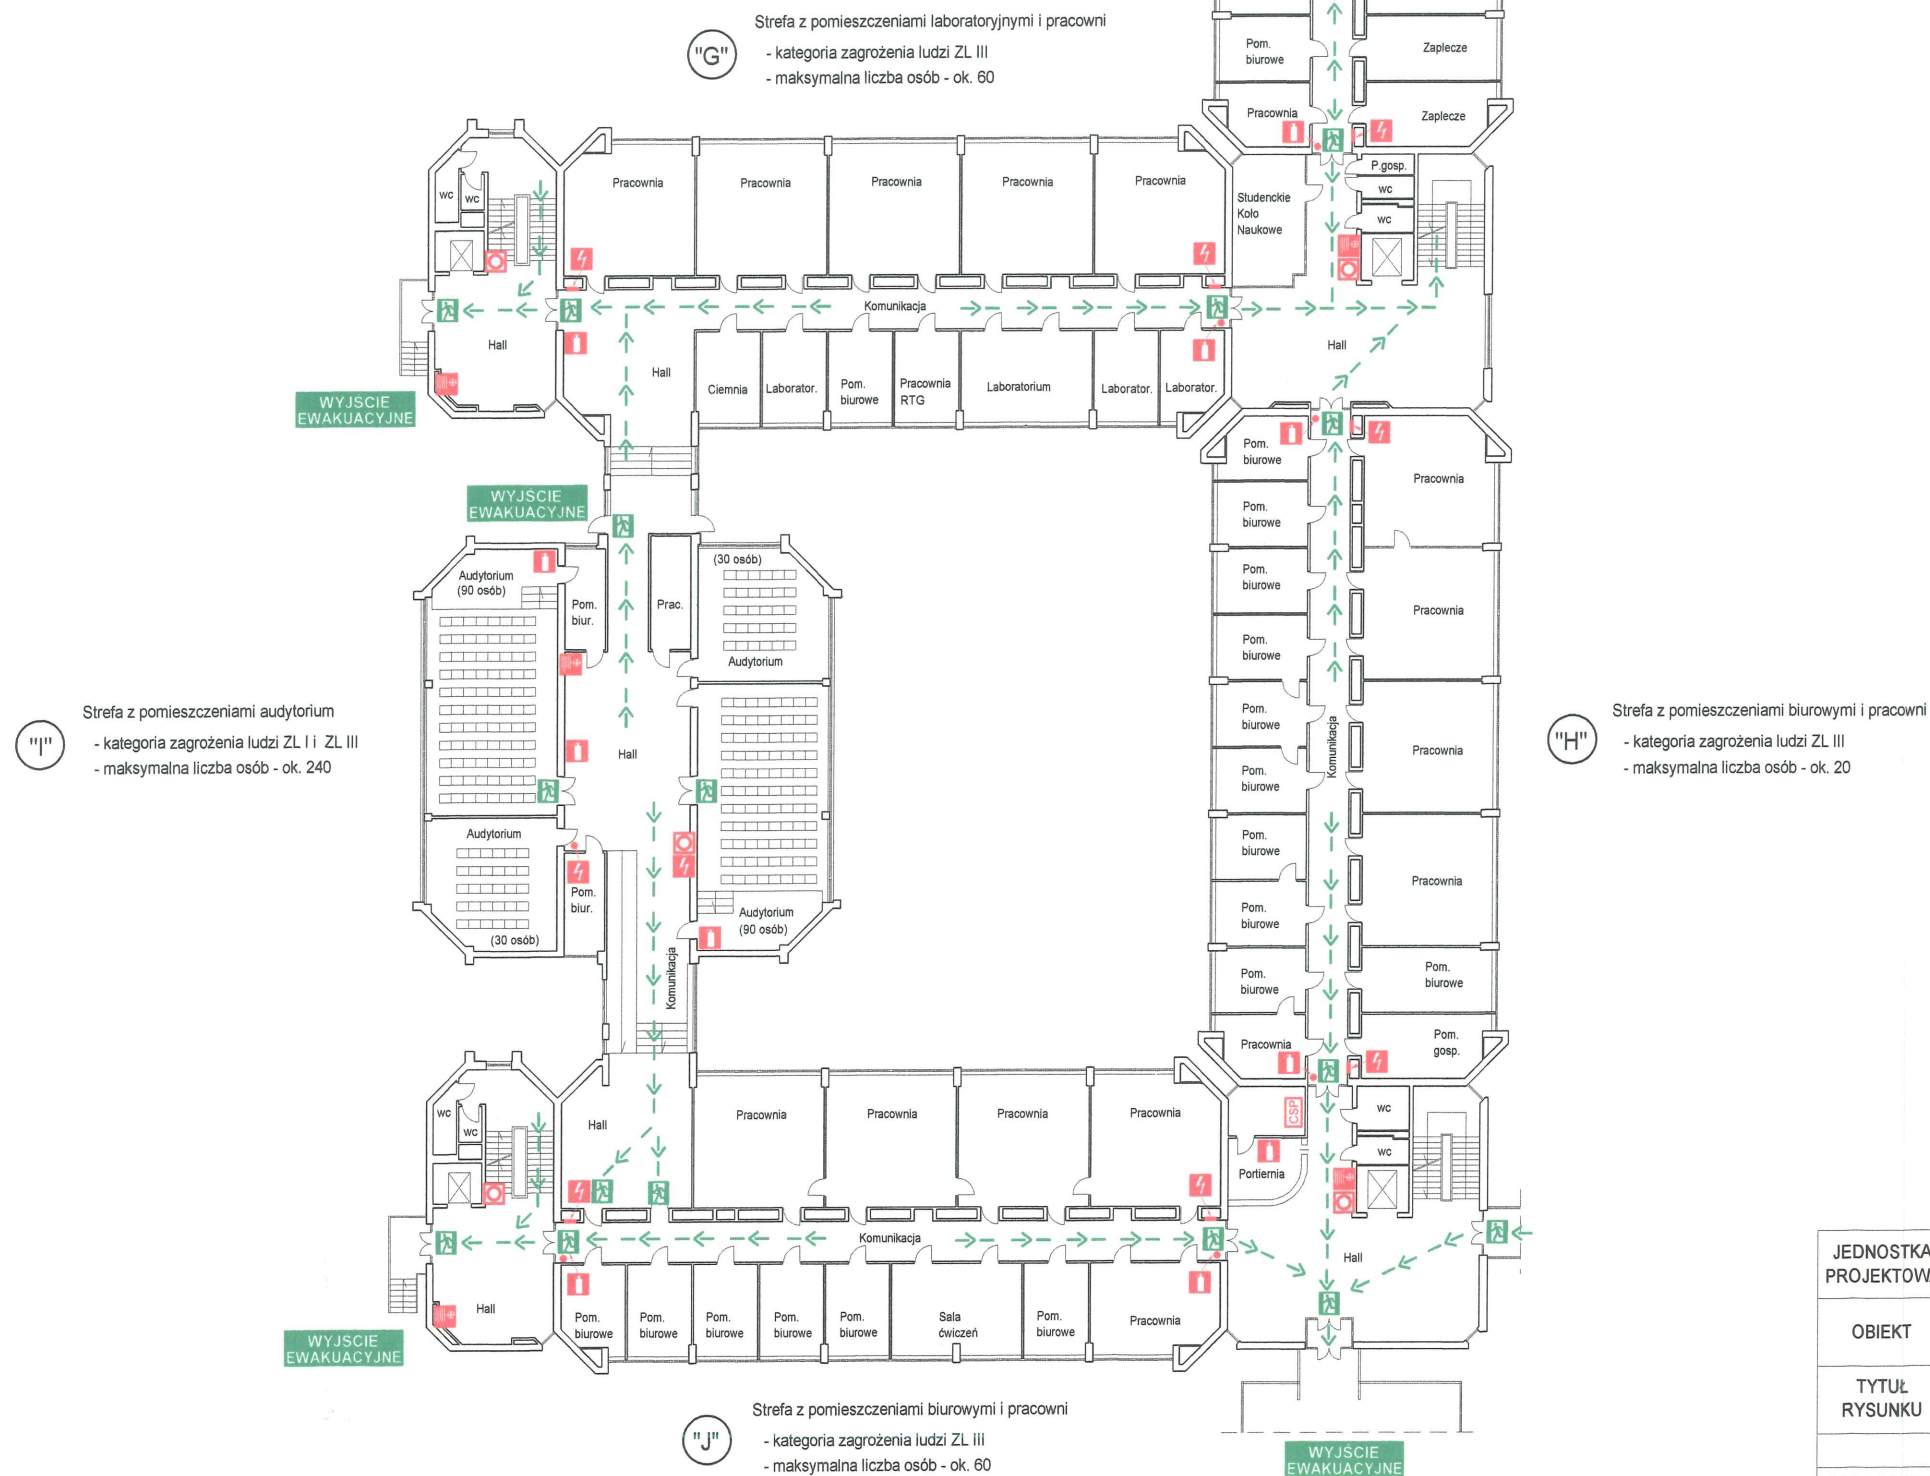 Strefa z pomieszczeniami laboratoryjnymi i pracowni
"G"
- kategoria zagrożenia ludzi ZL III
- maksymalna liczba osób - ok. 60
Pom.
biurowe
Zaplecze
Pracownia
Zaplecze
P.gosp.
wc
wc
Studenckie
Koło
Naukowe
wc
wc
Pracownia
Pracownia
Pracownia
Pracownia
Pracownia
Komunikacja
Hall
Hall
Hall
Ciemnia
Laborator.
Pom.
biurowe
Pracownia
RTG
Laboratorium
Laborator.
Laborator.
WYJŚCIE
EWAKUACYJNE
WYJŚCIE
EWAKUACYJNE
Pom.
biurowe
Pracownia
Pom.
biurowe
Pom.
biurowe
Pracownia
Pom.
biurowe
Pom.
biurowe
Pracownia
Pom.
biurowe
Komunikacja
Pom.
biurowe
Pracownia
Pom.
biurowe
Pom.
biurowe
Pom.
biurowe
Pracownia
Pom.
gosp.
Audytorium
(90 osób)
Pom.
biur.
Prac.
(30 osób)
Audytorium
Hall
Audytorium
(30 osób)
Pom.
biur.
Audytorium
(90 osób)
Komunikacja
Strefa z pomieszczeniami audytorium
"I"
- kategoria zagrożenia ludzi ZL I i ZL III
- maksymalna liczba osób - ok. 240
Strefa z pomieszczeniami biurowymi i pracowni
"H"
- kategoria zagrożenia ludzi ZL III
- maksymalna liczba osób - ok. 20
wc
wc
Hall
Pracownia
Pracownia
Pracownia
Pracownia
CSP
Portiernia
wc
wc
Komunikacja
Hall
Hall
Pom.
biurowe
Pom.
biurowe
Pom.
biurowe
Pom.
biurowe
Pom.
biurowe
Sala
ćwiczeń
Pom.
biurowe
Pracownia
WYJŚCIE
EWAKUACYJNE
Strefa z pomieszczeniami biurowymi i pracowni
"J"
- kategoria zagrożenia ludzi ZL III
- maksymalna liczba osób - ok. 60
WYJŚCIE
EWAKUACYJNE
JEDNOSTKA
PROJEKTOWA
OBIEKT
TYTUŁ
RYSUNKU